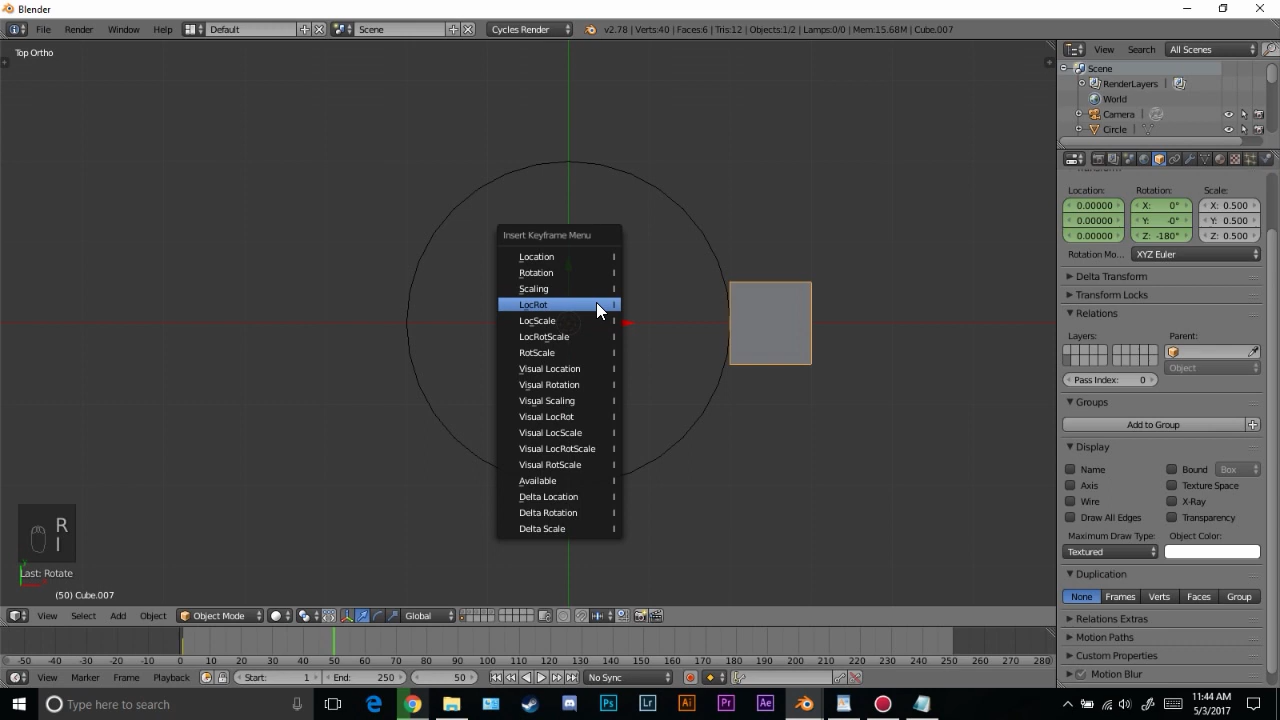 Blender
File Render Window Help Default Scene Cycles Render v2.78 | Verts:40 | Faces:6 | Tris:12 | Objects:1/2 | Lamps:0/0 | Mem:15.68M | Cube.007
Top Ortho
Insert Keyframe Menu
Location I
Rotation I
Scaling I
LocRot I
LocScale I
LocRotScale I
RotScale I
Visual Location I
Visual Rotation I
Visual Scaling I
Visual LocRot I
Visual LocScale I
Visual LocRotScale I
Visual RotScale I
Available I
Delta Location I
Delta Rotation I
Delta Scale I
R
I
Last: Rotate
(50) Cube.007
View Select Add Object Object Mode Global
-50 -40 -30 -20 -10 0 10 20 30 40 50 60 70 80 90 100 110 120 130 140 150 160 170 180 190 200 210 220 230 240 250 260 270 280
View Marker Frame Playback Start: 1 End: 250 50 No Sync
View Search All Scenes
Scene
RenderLayers |
World
Camera |
Circle |
Transform
Location: Rotation: Scale:
0.00000 X: 0° X: 0.500
0.00000 Y: -0° Y: 0.500
0.00000 Z: -180° Z: 0.500
Rotation Mo... XYZ Euler
Delta Transform
Transform Locks
Relations
Layers: Parent:
Object
Pass Index: 0
Groups
Add to Group
Display
Name Bound Box
Axis Texture Space
Wire X-Ray
Draw All Edges Transparency
Maximum Draw Type: Object Color:
Textured
Duplication
None Frames Verts Faces Group
Relations Extras
Motion Paths
Custom Properties
Motion Blur
Type here to search
11:44 AM
5/3/2017